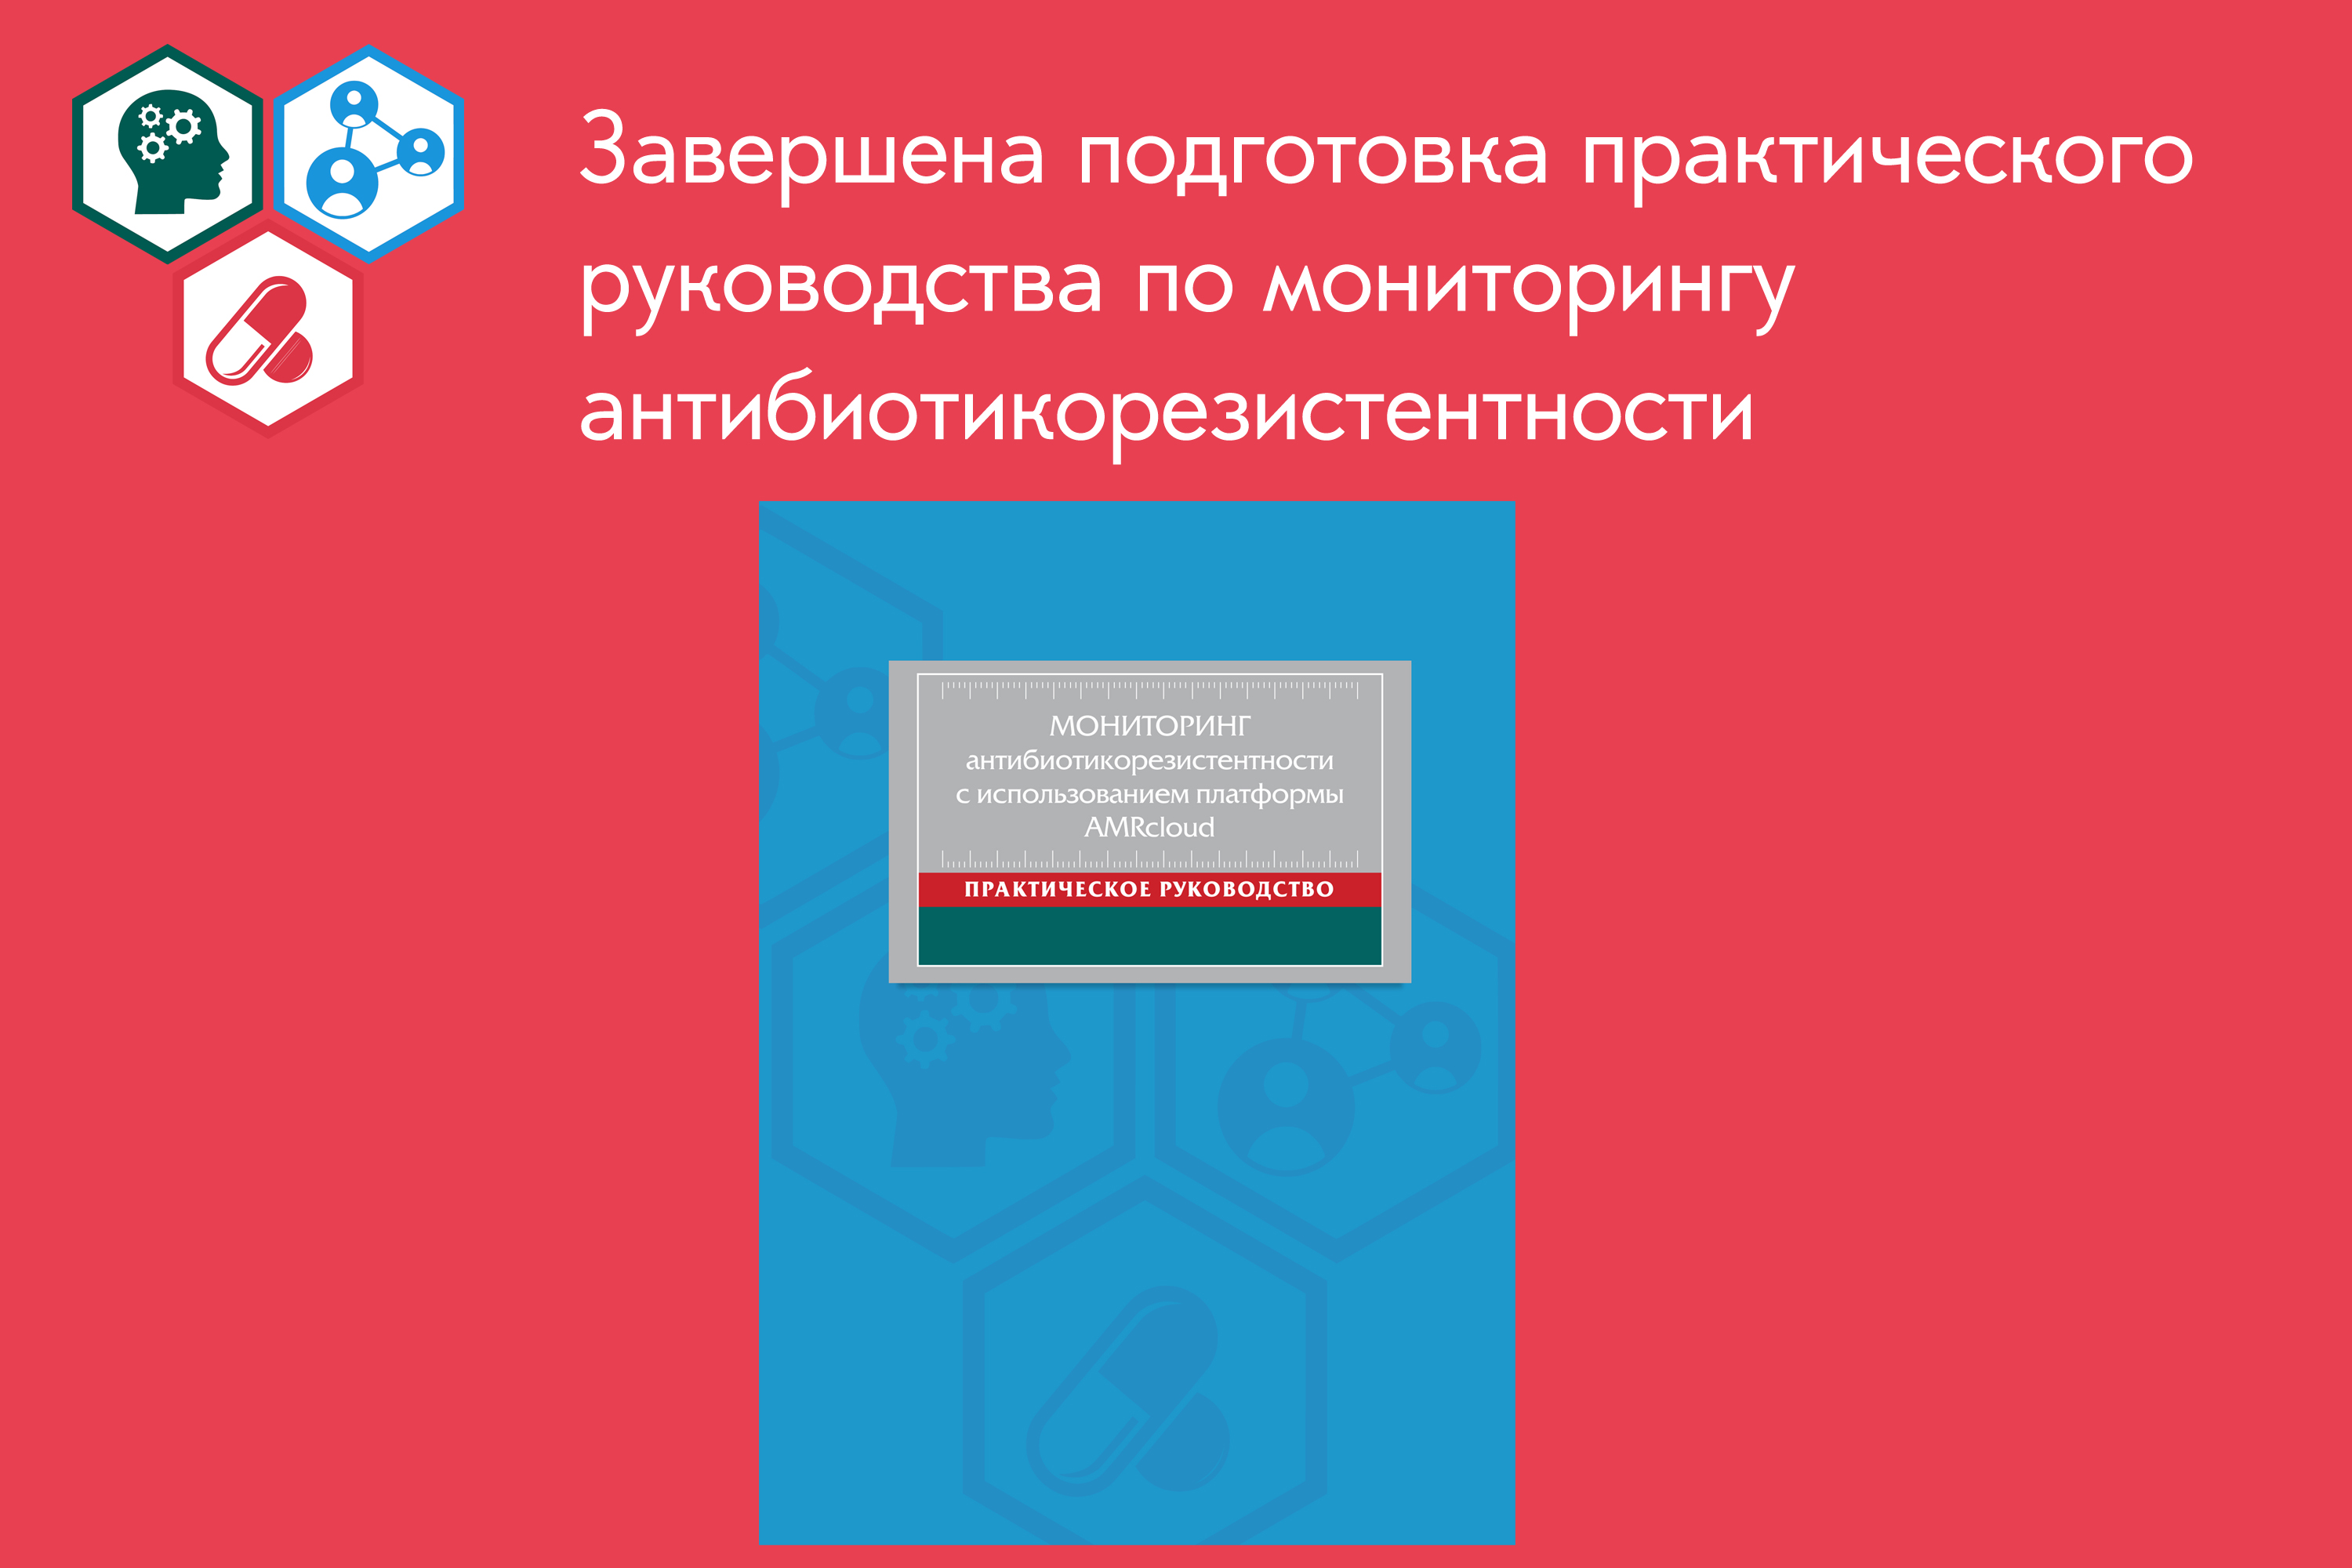 Завершена подготовка практического
руководства по мониторингу
антибиотикорезистентности
МОНИТОРИНГ
антибиотикорезистентности
с использованием платформы
AMRcloud
ПРАКТИЧЕСКОЕ РУКОВОДСТВО